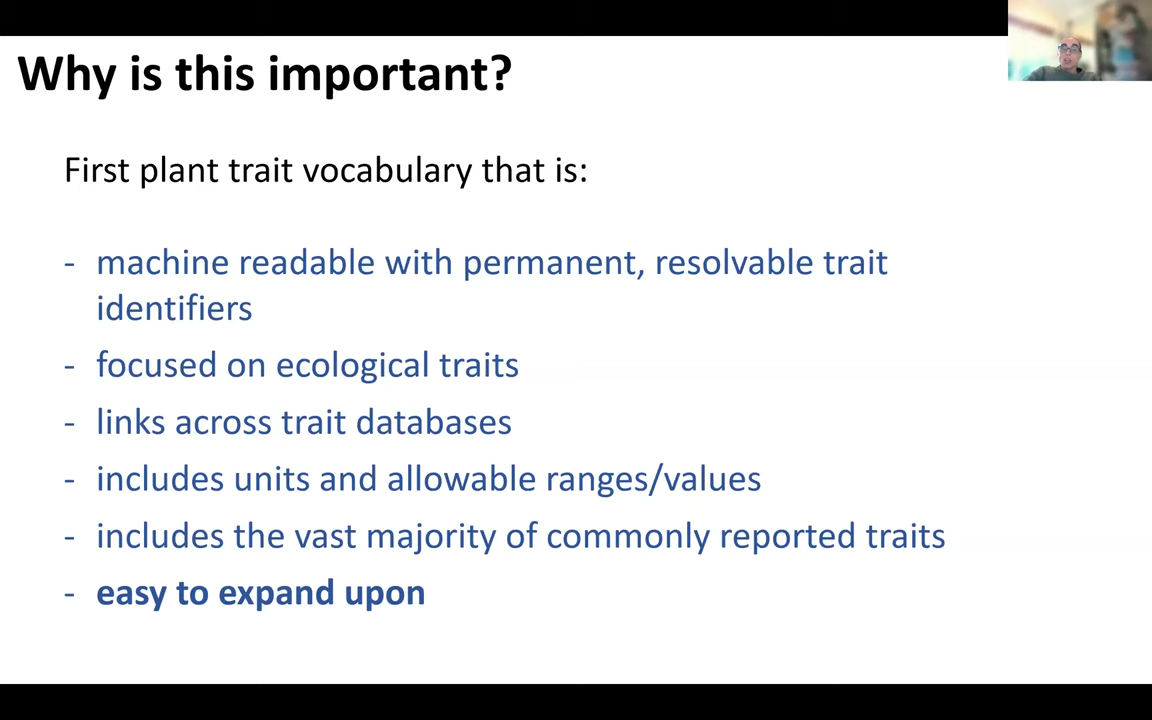 Why is this important?
First plant trait vocabulary that is:
- machine readable with permanent, resolvable trait
identifiers
- focused on ecological traits
- links across trait databases
- includes units and allowable ranges/values
- includes the vast majority of commonly reported traits
- easy to expand upon